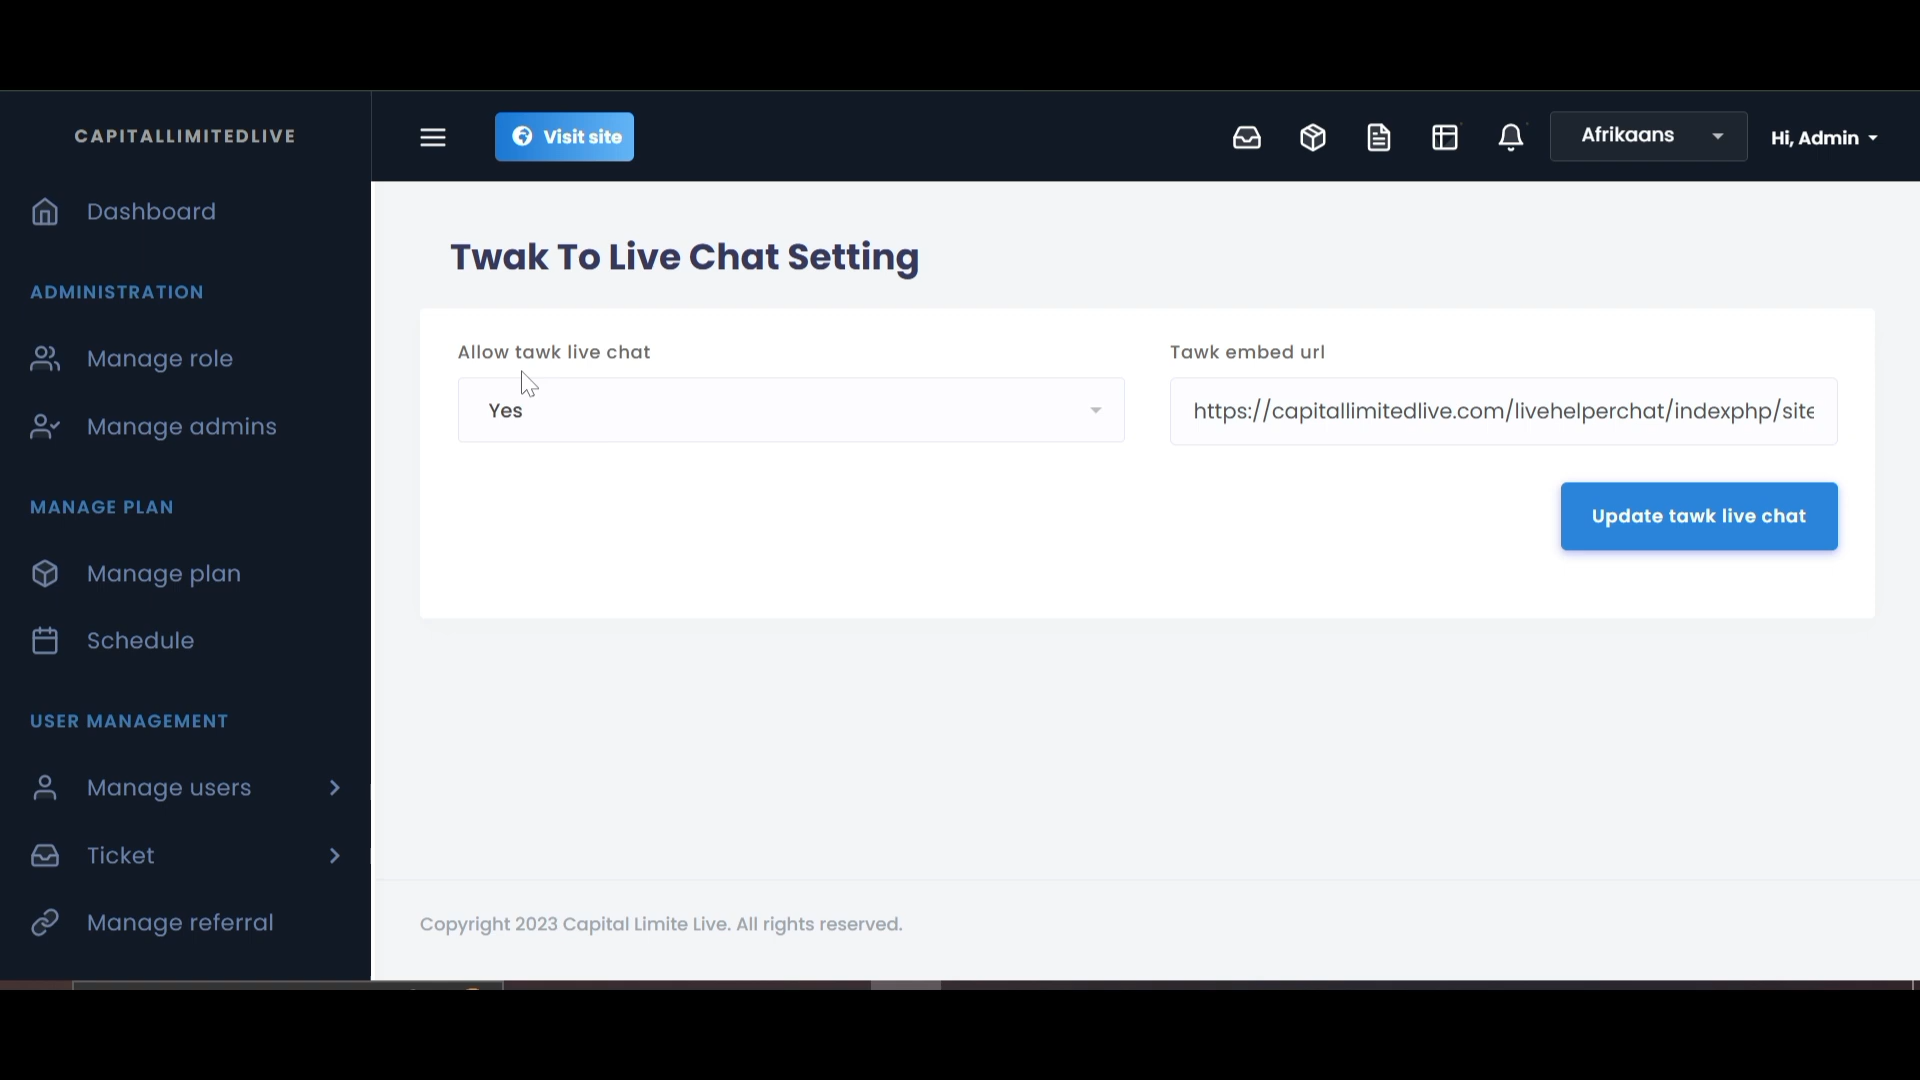 CAPITALLIMITEDLIVE
Visit site
Afrikaans
Hi, Admin
Dashboard
ADMINISTRATION
Manage role
Manage admins
MANAGE PLAN
Manage plan
Schedule
USER MANAGEMENT
Manage users
Ticket
Manage referral
Twak To Live Chat Setting
Allow tawk live chat
Yes
Tawk embed url
https://capitallimitedlive.com/livehelperchat/indexphp/site
Update tawk live chat
Copyright 2023 Capital Limite Live. All rights reserved.